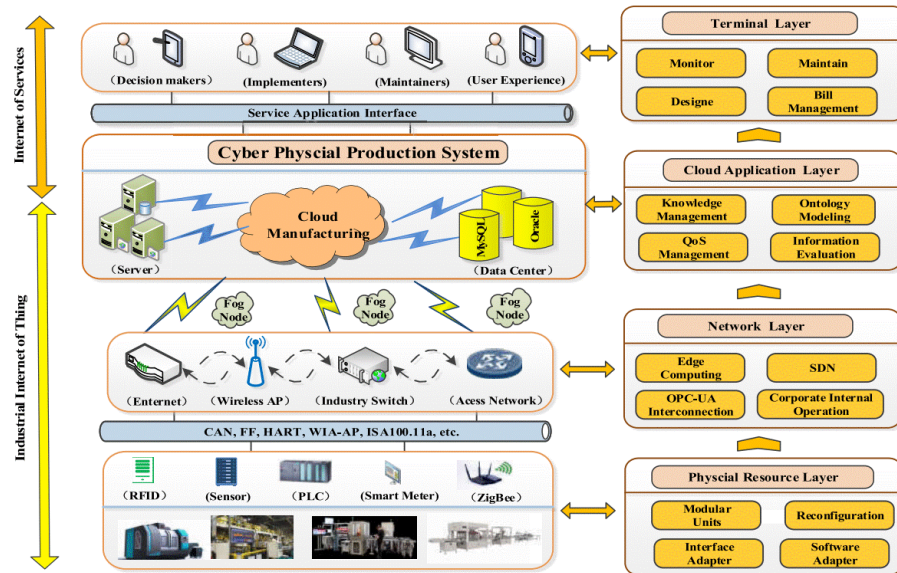 Internet of Services
Industrial Internet of Thing
（Decision makers）
(Implementers)
(Maintainers)
(User Experience)
Service Application Interface
Cyber Physcial Production System
Cloud
Manufacturing
（Server）
MySQL
Oracle
(Data Center)
Fog
Node
Fog
Node
Fog
Node
(Enternet)
（Wireless AP）
(Industry Switch)
(Acess Network)
CAN, FF, HART, WIA-AP, ISA100.11a, etc.
（RFID）
(Sensor)
（PLC）
(Smart Meter)
（ZigBee）
Terminal Layer
Monitor
Maintain
Designe
Bill
Management
Cloud Application Layer
Knowledge
Management
Ontology
Modeling
QoS
Management
Information
Evaluation
Network Layer
Edge
Computing
SDN
OPC-UA
Interconnection
Corporate Internal
Operation
Physcial Resource Layer
Modular
Units
Reconfiguration
Interface
Adapter
Software
Adapter